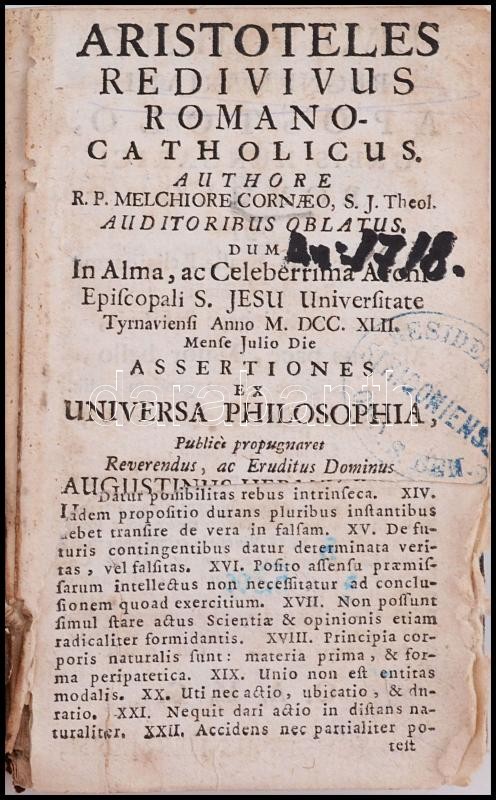 ARISTOTELES
REDIVIVUS
ROMANO-
CATHOLICUS.
AUTHORE
R. P. MELCHIORE CORNÆO, S. J. Theol.
AUDITORIBUS OBLATUS.
DUM
An: 1718.
In Alma, ac Celeberrima Archi
Episcopali S. JESU Universitate
Tyrnaviensi Anno M. DCC. XLII.
Mense Julio Die
ASSERTIONES
EX
darabanth
UNIVERSA PHILOSOPHIA,
Publicè propugnaret
Reverendus, ac Eruditus Dominus
AUGUSTINUS
Datur possibilitas rebus intrinseca. XIV.
Eadem propositio durans pluribus instantibus
debet transire de vera in falsam. XV. De fu-
turis contingentibus datur determinata veri-
tas, vel falsitas. XVI. Posito assensu præmis-
sarum intellectus non necessitatur ad conclu-
sionem quoad exercitium. XVII. Non possunt
simul stare actus Scientiæ & opinionis etiam
radicaliter formidantis. XVIII. Principia cor-
poris naturalis sunt: materia prima, & for-
ma peripatetica. XIX. Unio non est entitas
modalis. XX. Uti nec actio, ubicatio, & du-
ratio. XXI. Nequit dari actio in distans na-
turaliter. XXII. Accidens nec partialiter po-
test